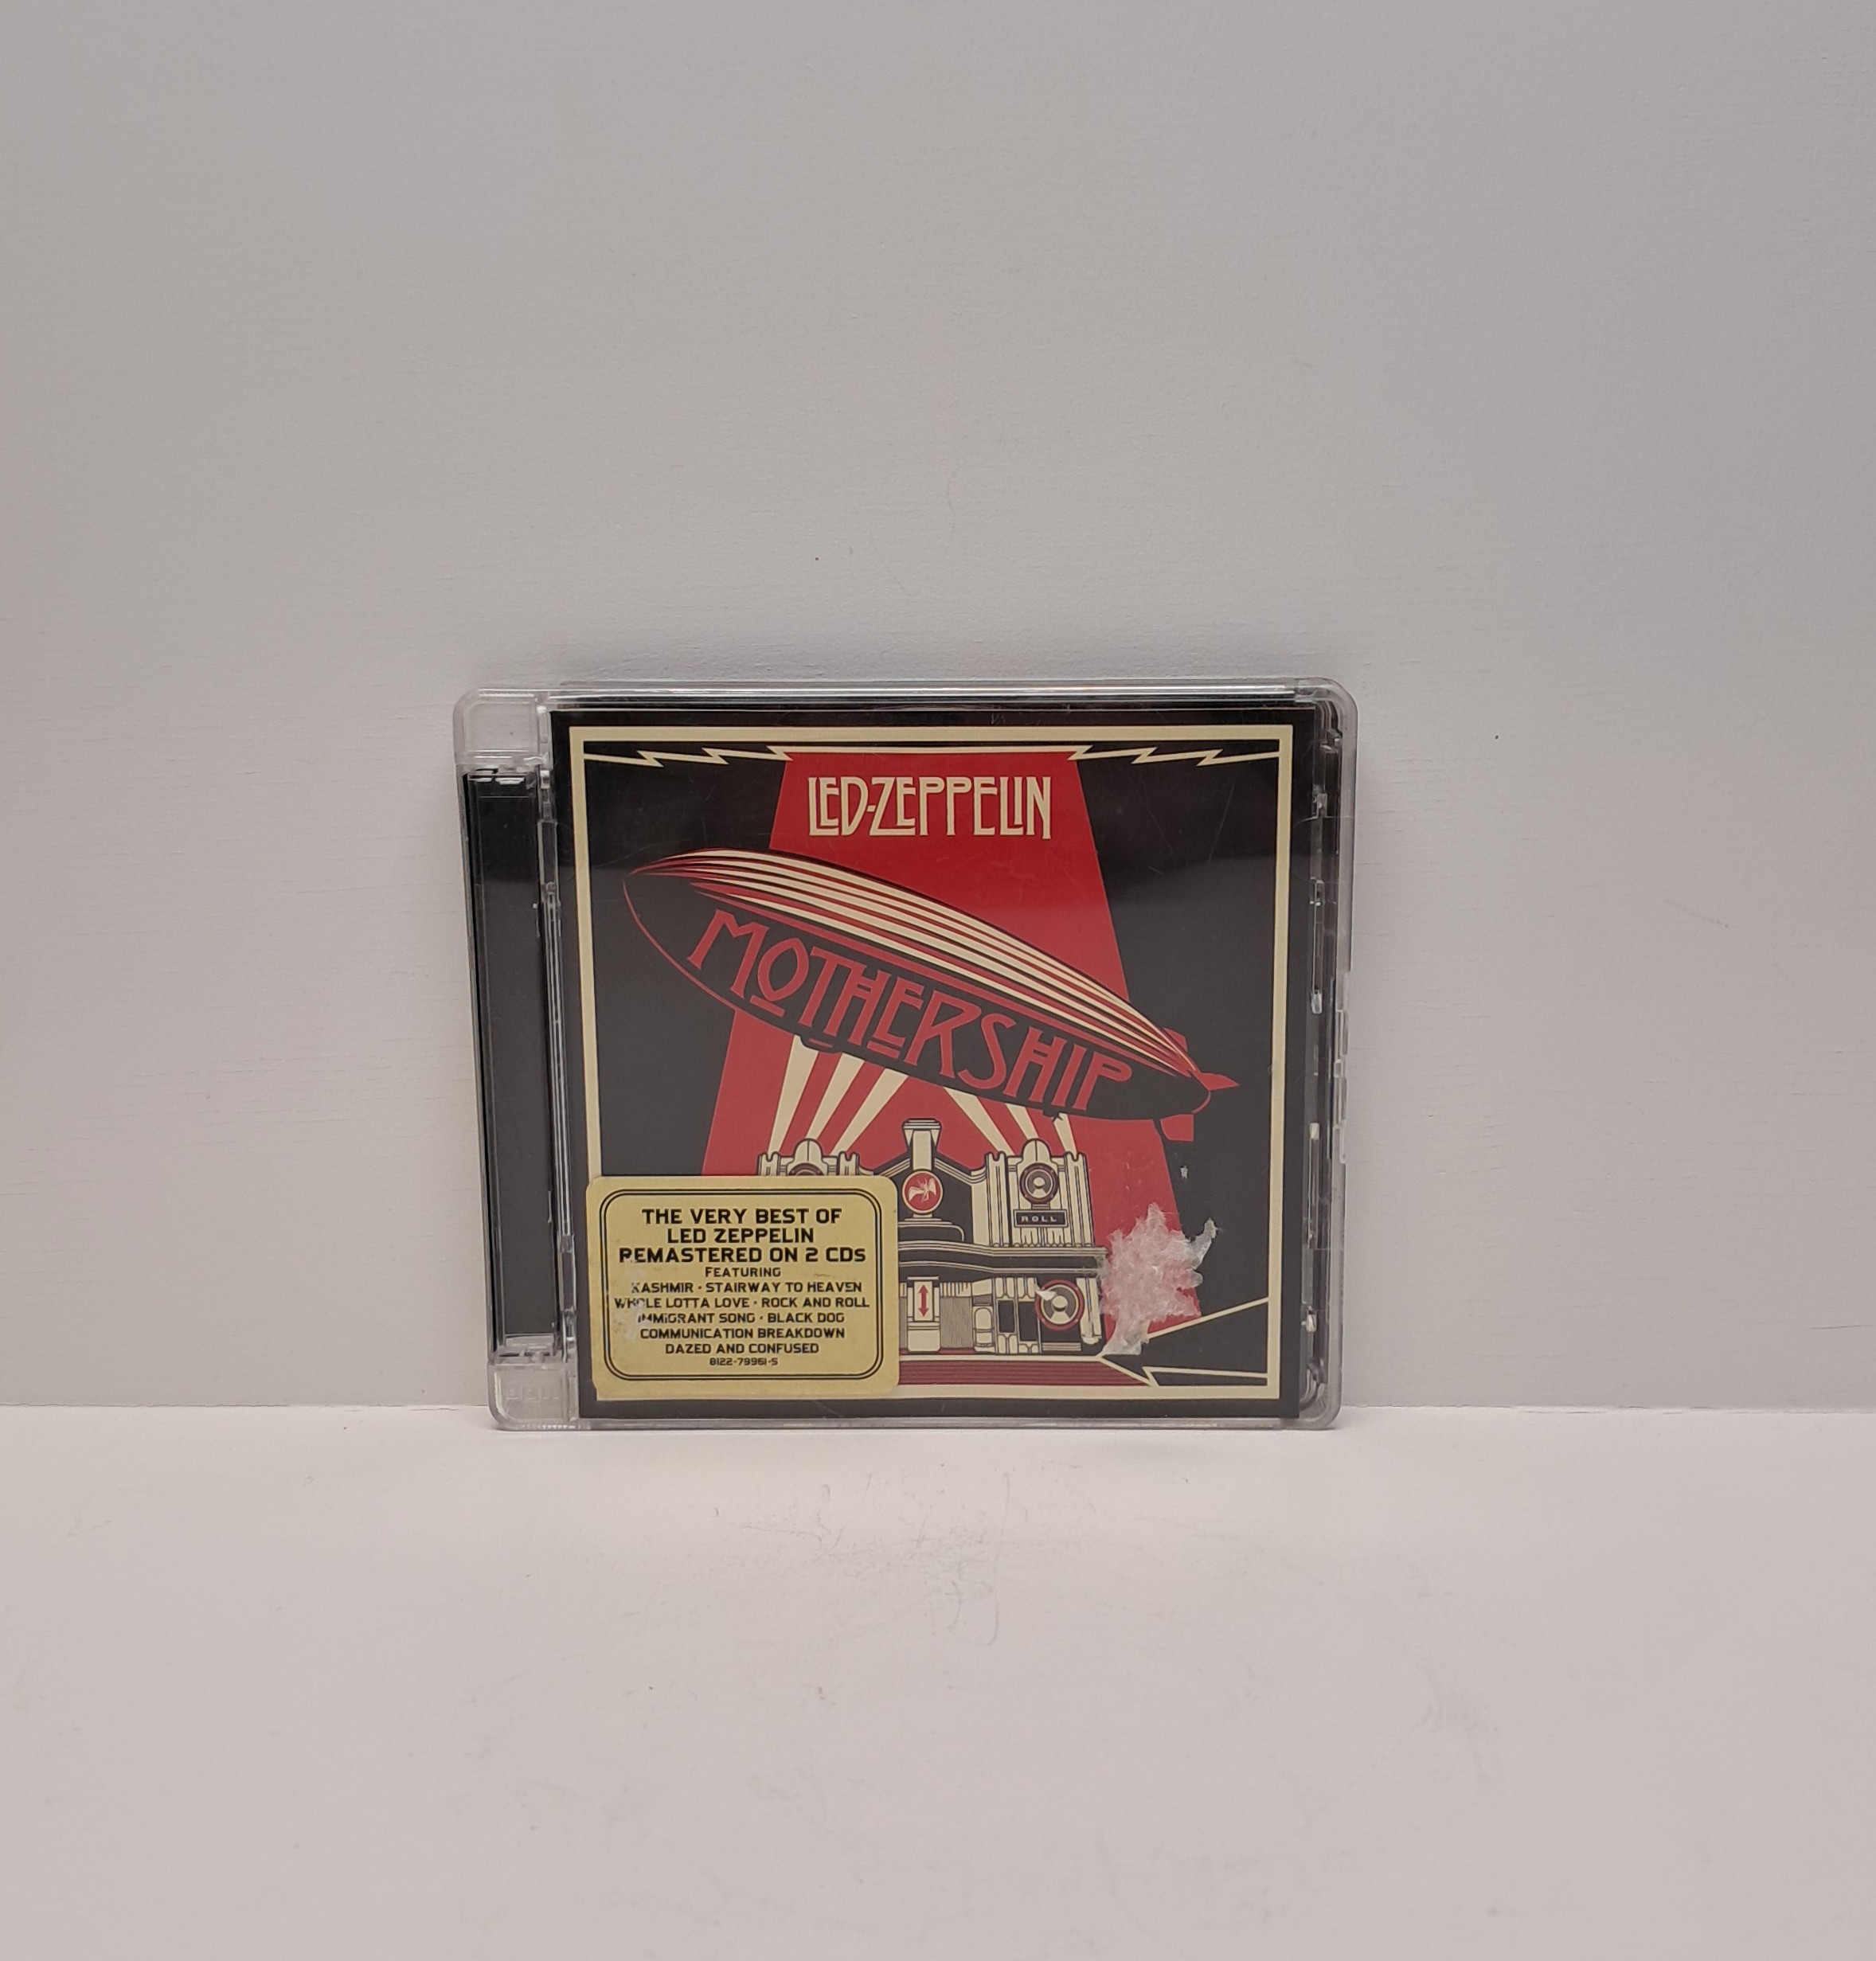 LED-ZEPPELIN
MOTHERSHIP
ROLL
THE VERY BEST OF
LED ZEPPELIN
REMASTERED ON 2 CDs
FEATURING
KASHMIR · STAIRWAY TO HEAVEN
WHOLE LOTTA LOVE · ROCK AND ROLL
IMMIGRANT SONG · BLACK DOG
COMMUNICATION BREAKDOWN
DAZED AND CONFUSED
8122-79961-5